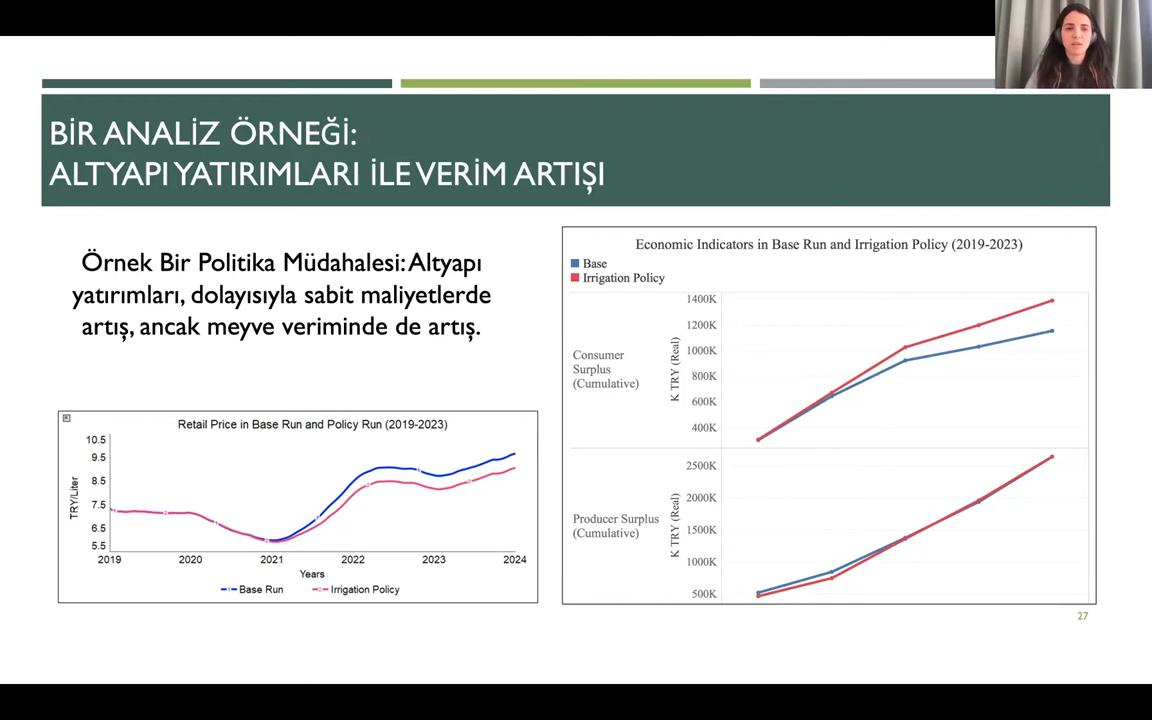 BİR ANALİZ ÖRNEĞİ:
ALTYAPI YATIRIMLARI İLE VERİM ARTIŞI
Örnek Bir Politika Müdahalesi: Altyapı
yatırımları, dolayısıyla sabit maliyetlerde
artış, ancak meyve veriminde de artış.
Retail Price in Base Run and Policy Run (2019-2023)
10.5
9.5
8.5
7.5
6.5
5.5
TRY/Liter
2019 2020 2021 2022 2023 2024
Years
Base Run Irrigation Policy
Economic Indicators in Base Run and Irrigation Policy (2019-2023)
Base
Irrigation Policy
Consumer
Surplus
(Cumulative)
K TRY (Real)
1400K
1200K
1000K
800K
600K
400K
Producer Surplus
(Cumulative)
K TRY (Real)
2500K
2000K
1500K
1000K
500K
27